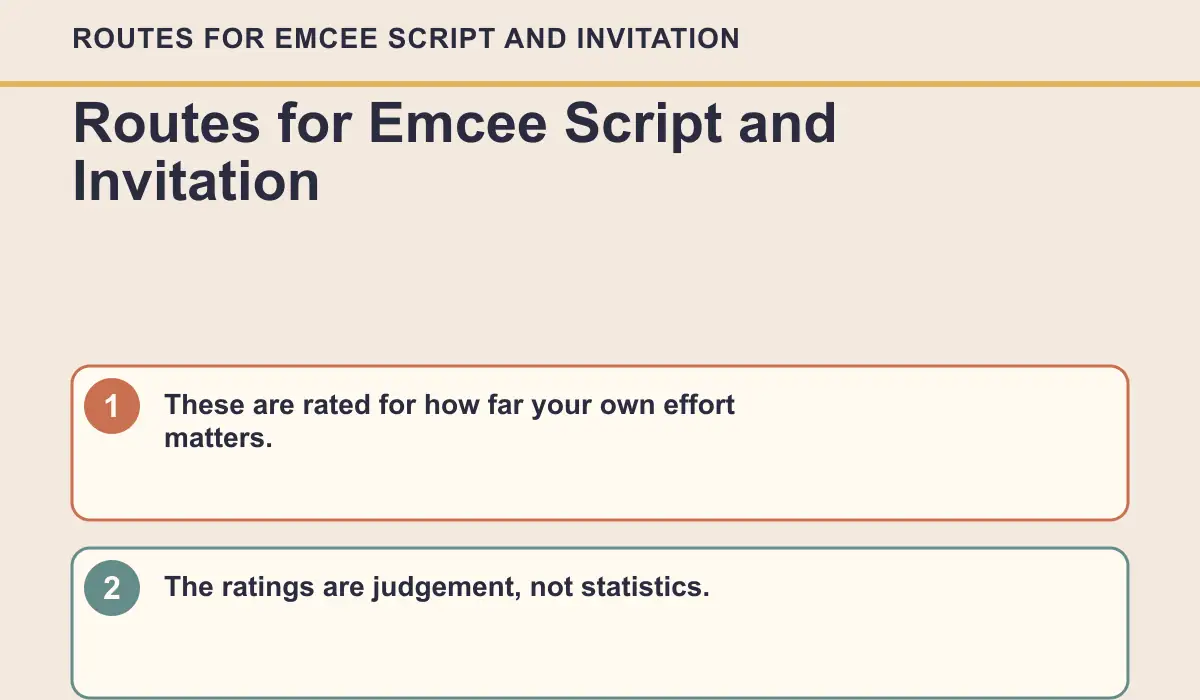 ROUTES FOR EMCEE SCRIPT AND INVITATION
Routes for Emcee Script and
Invitation
1
These are rated for how far your own effort
matters.
2
The ratings are judgement, not statistics.